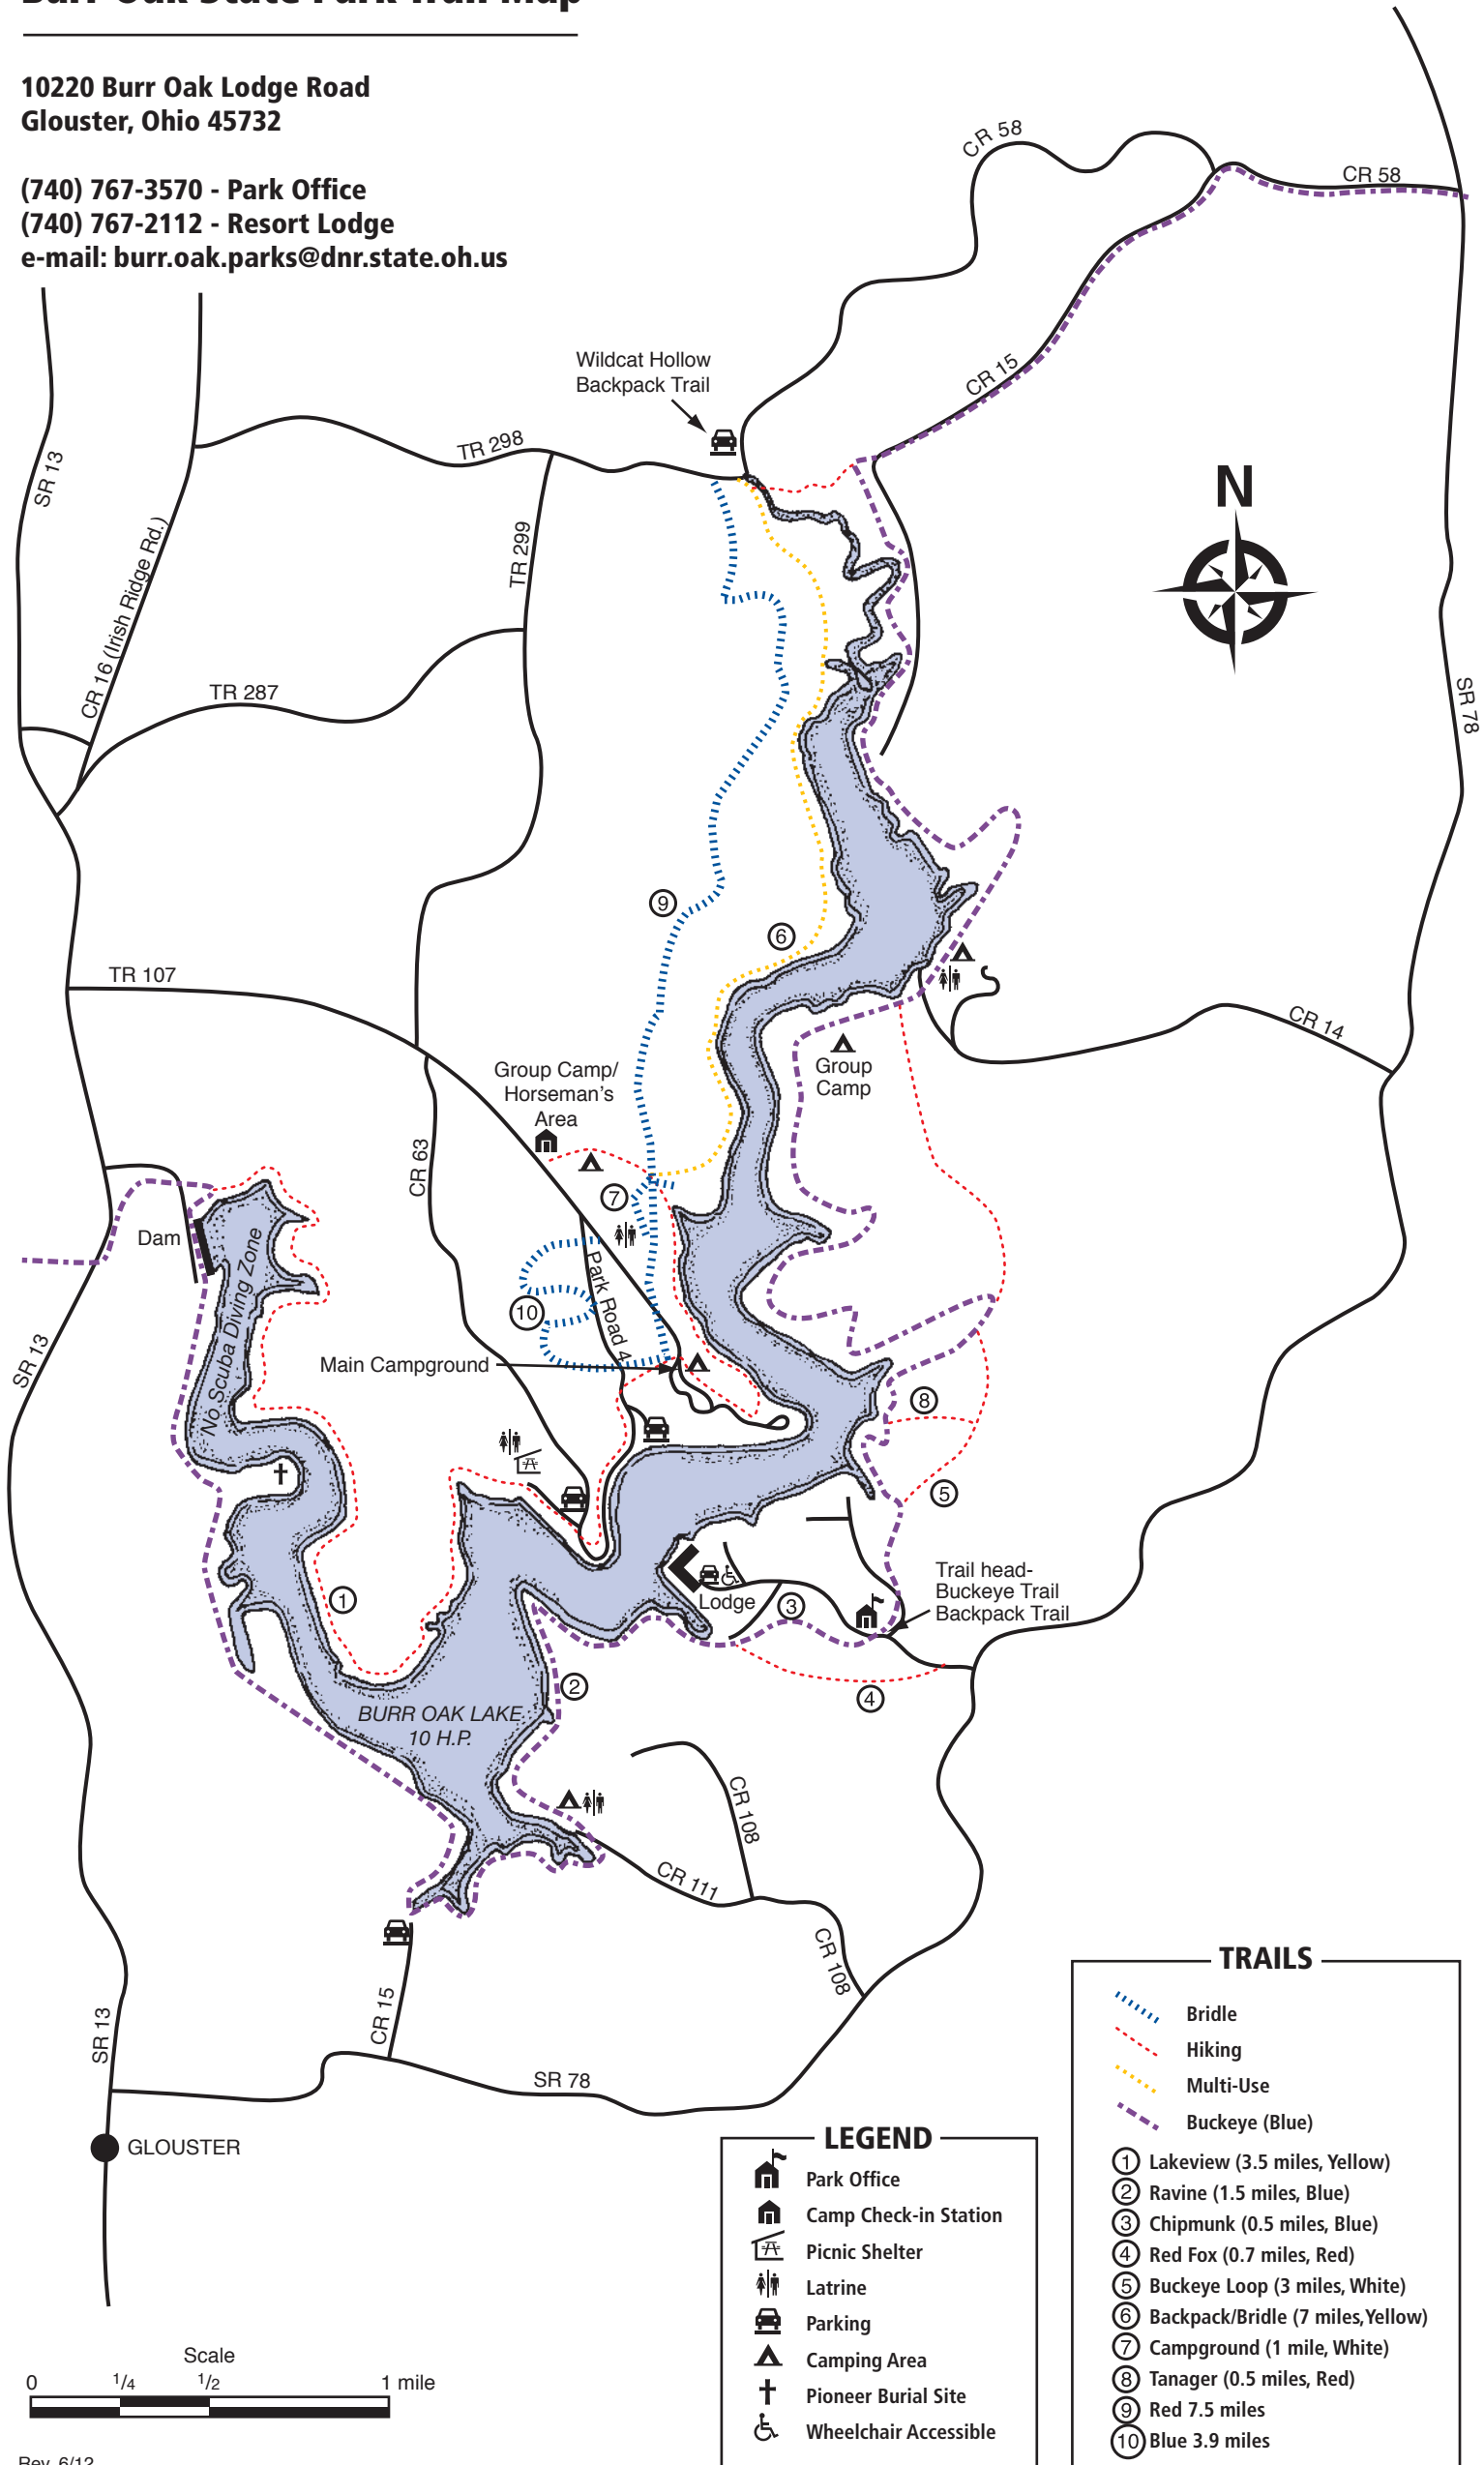 Burr Oak State Park Trail Map
10220 Burr Oak Lodge Road
Glouster, Ohio 45732
(740) 767-3570 - Park Office
(740) 767-2112 - Resort Lodge
e-mail: burr.oak.parks@dnr.state.oh.us
CR 58
CR 58
Wildcat Hollow
Backpack Trail
CR 15
TR 298
SR 13
N
TR 299
CR 16 (Irish Ridge Rd.)
TR 287
SR 78
9
6
TR 107
CR 14
Group Camp/
Horseman's
Area
Group
Camp
CR 63
7
Dam
No Scuba Diving Zone
Park Road 4
10
SR 13
Main Campground
8
5
Trail head-
Buckeye Trail
Backpack Trail
Lodge
3
1
2
4
BURR OAK LAKE
10 H.P.
CR 108
CR 111
CR 108
CR 15
SR 13
SR 78
GLOUSTER
TRAILS
Bridle
Hiking
Multi-Use
Buckeye (Blue)
1 Lakeview (3.5 miles, Yellow)
2 Ravine (1.5 miles, Blue)
3 Chipmunk (0.5 miles, Blue)
4 Red Fox (0.7 miles, Red)
5 Buckeye Loop (3 miles, White)
6 Backpack/Bridle (7 miles,Yellow)
7 Campground (1 mile, White)
8 Tanager (0.5 miles, Red)
9 Red 7.5 miles
10 Blue 3.9 miles
LEGEND
Park Office
Camp Check-in Station
Picnic Shelter
Latrine
Parking
Camping Area
Pioneer Burial Site
Wheelchair Accessible
Scale
0 1/4 1/2 1 mile
Rev. 6/12